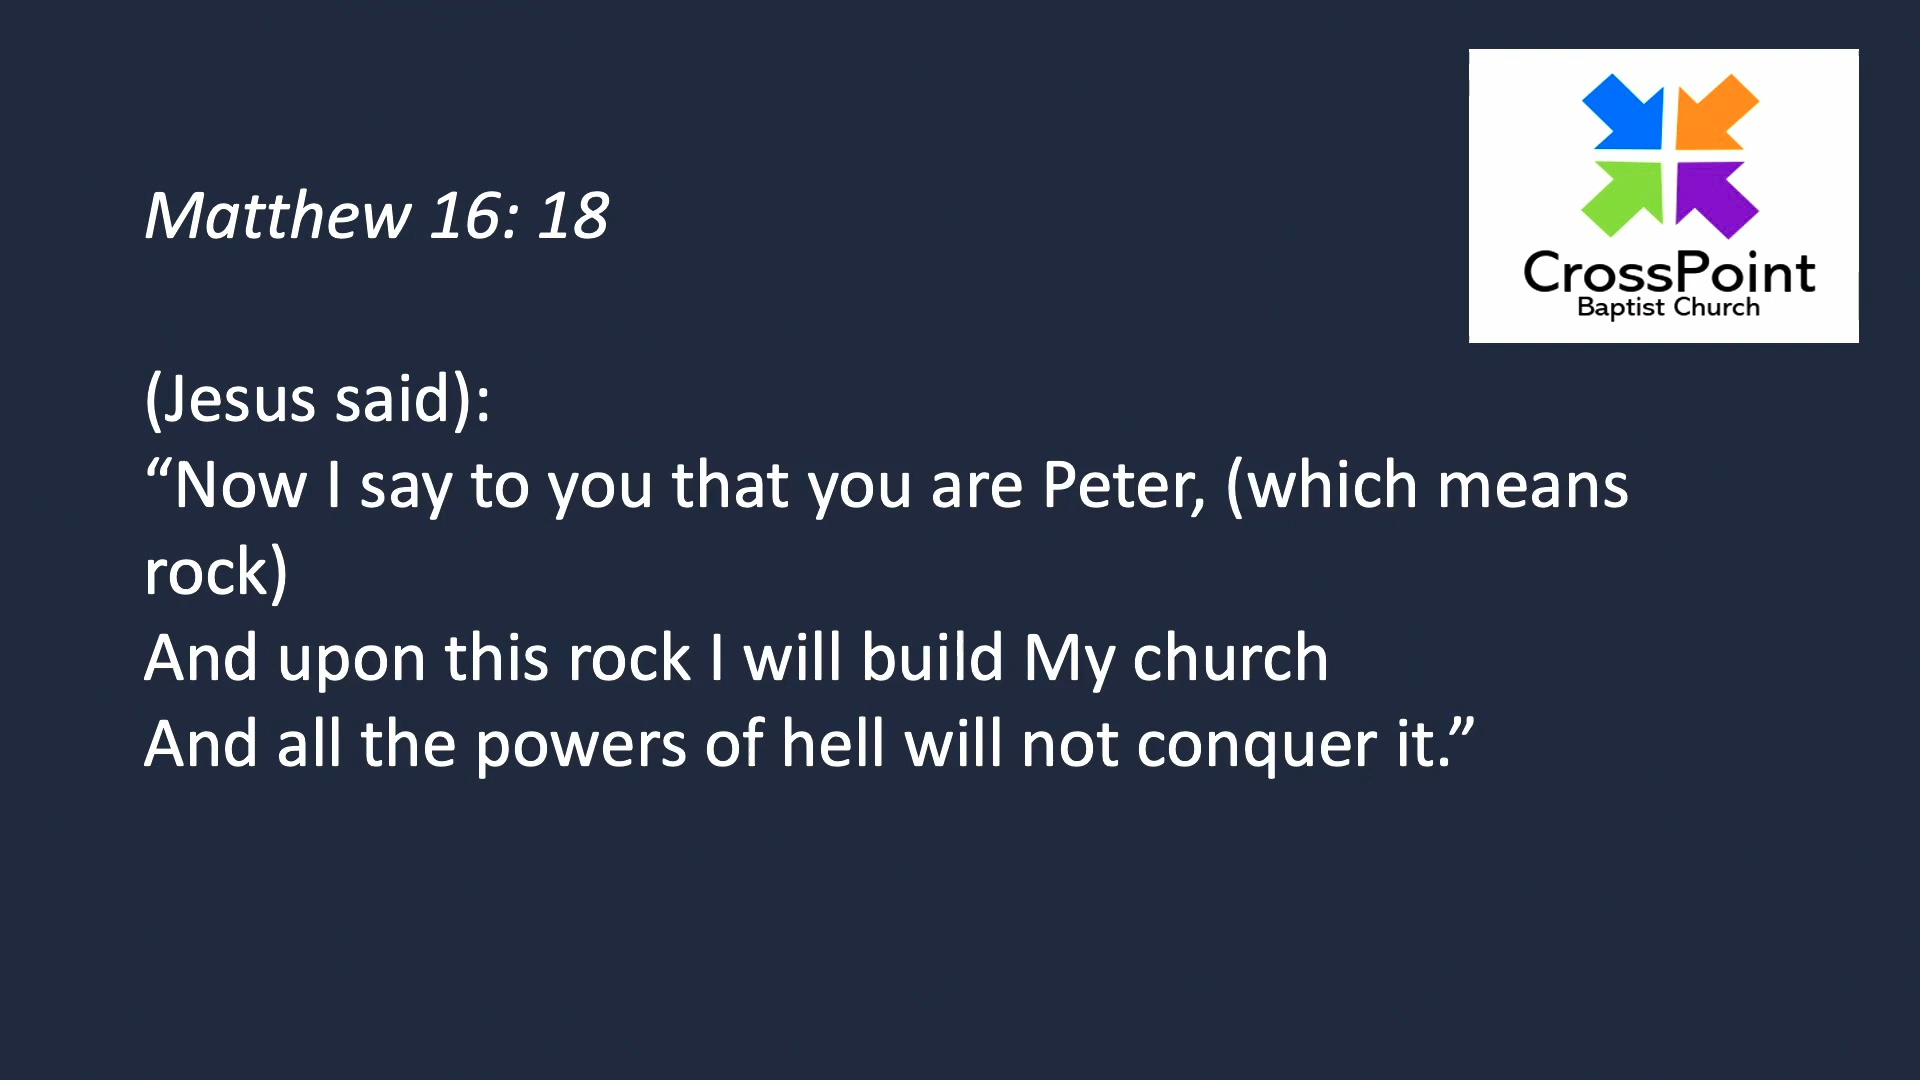 Matthew 16: 18
CrossPoint
Baptist Church
(Jesus said):
“Now I say to you that you are Peter, (which means
rock)
And upon this rock I will build My church
And all the powers of hell will not conquer it.”